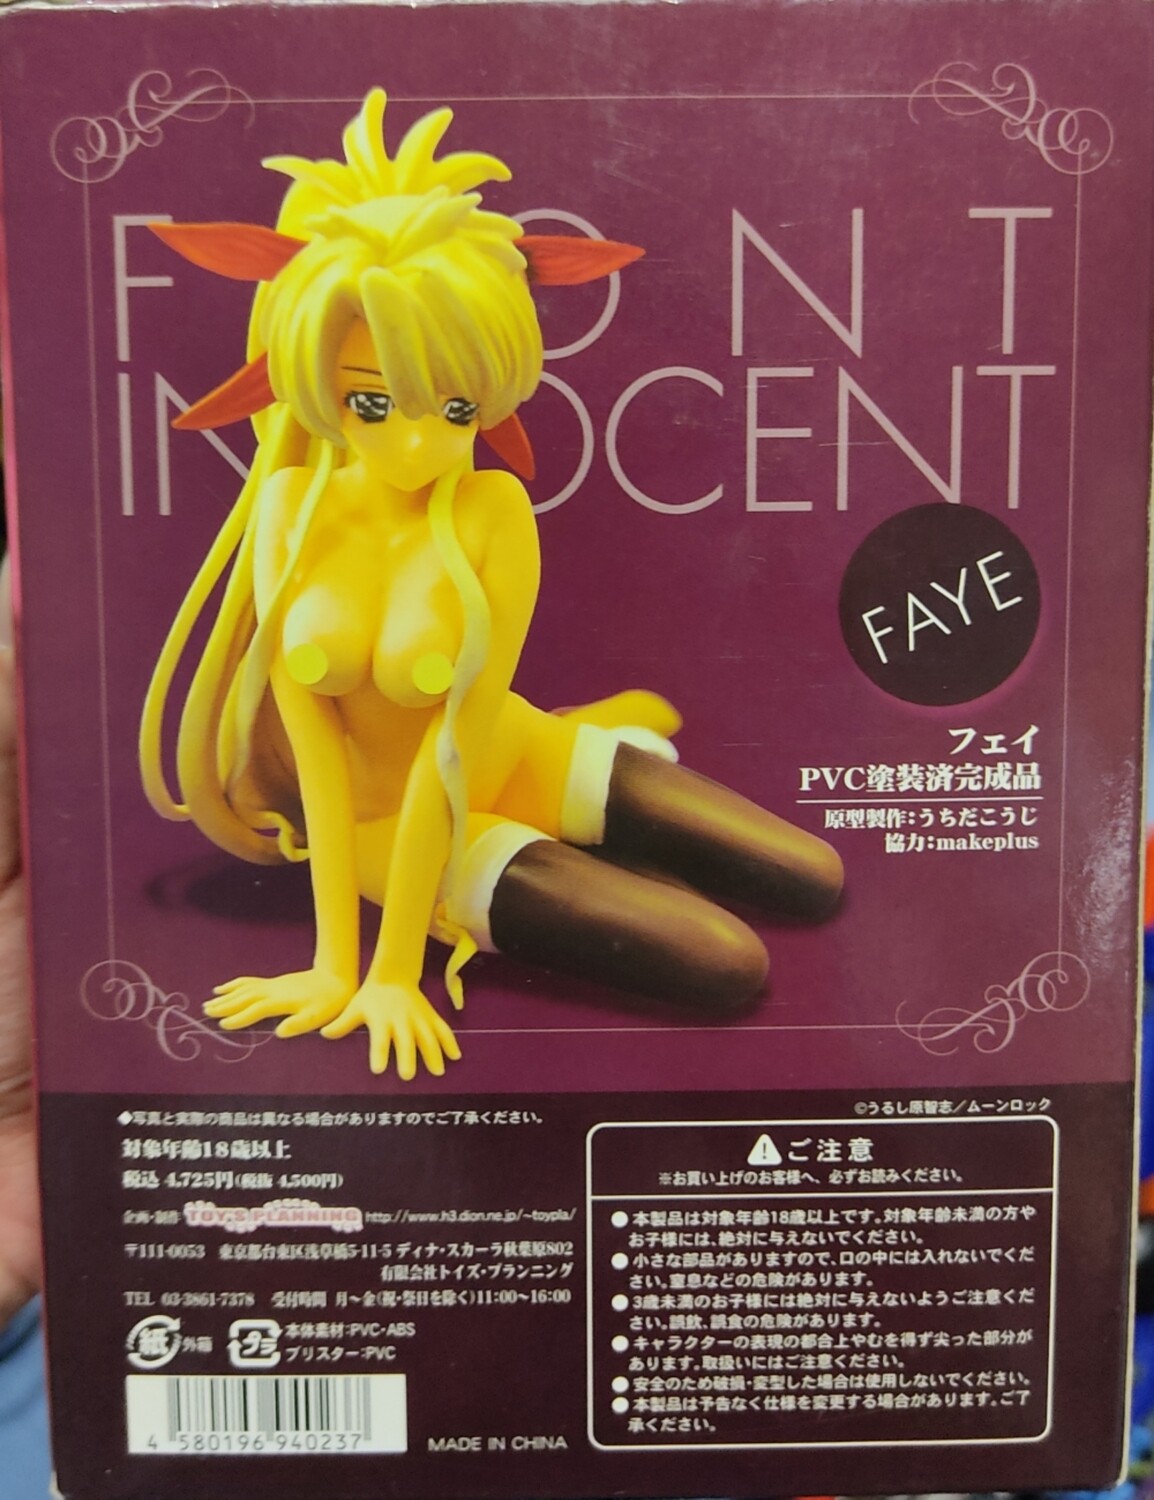 F ONT
IN OCENT
FAYE
フェイ
PVC塗装済完成品
原型製作:うちだこうじ
協力:makeplus
◆写真と実際の商品は異なる場合がありますのでご了承ください。
対象年齢18歳以上
税込 4,725円(税抜 4,500円)
企画・制作 TOY'S PLANNING http://www.h3.dion.ne.jp/~toypla/
〒111-0053 東京都台東区浅草橋5-11-5 ディナ・スカーラ秋葉原802
有限会社トイズ・プランニング
TEL 03-3861-7378 受付時間 月〜金(祝・祭日を除く)11:00〜16:00
紙 外箱 プラ 本体素材:PVC・ABS
ブリスター:PVC
4 580196 940237
MADE IN CHINA
©うるし原智志/ムーンロック
ご注意
※お買い上げのお客様へ、必ずお読みください。
●本製品は対象年齢18歳以上です。対象年齢未満の方や
お子様には、絶対に与えないでください。
●小さな部品がありますので、口の中には入れないでくだ
さい。窒息などの危険があります。
●3歳未満のお子様には絶対に与えないようご注意くだ
さい。誤飲、誤食の危険があります。
●キャラクターの表現の都合上やむを得ず尖った部分が
あります。取扱いにはご注意ください。
●安全のため破損・変型した場合は使用しないでください。
●本製品は予告なく仕様を変更する場合があります。ご了
承ください。